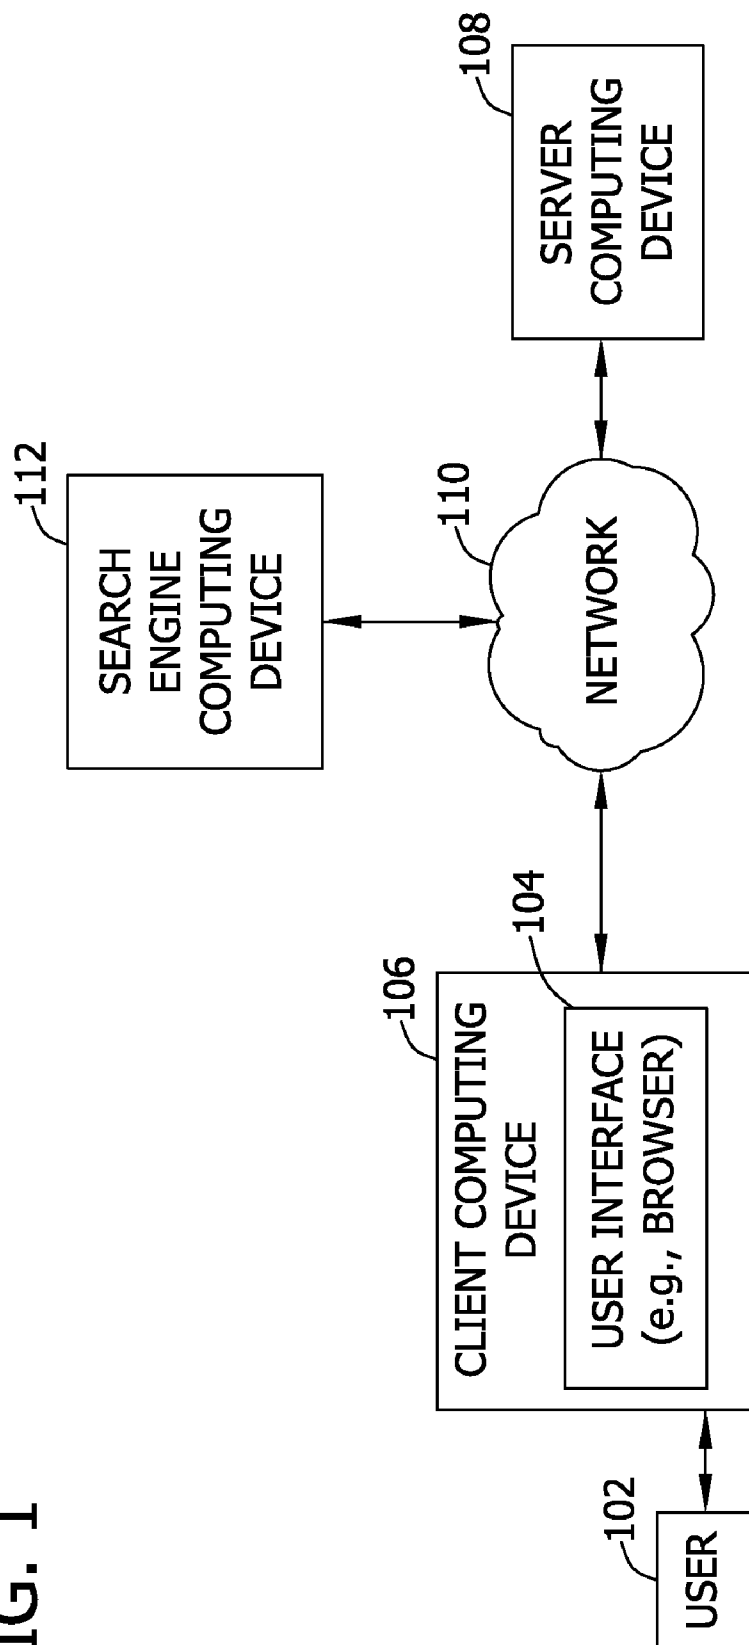 IG. 1
112
SEARCH
ENGINE
COMPUTING
DEVICE
108
SERVER
COMPUTING
DEVICE
110
NETWORK
106
CLIENT COMPUTING
DEVICE
104
USER INTERFACE
(e.g., BROWSER)
102
USER